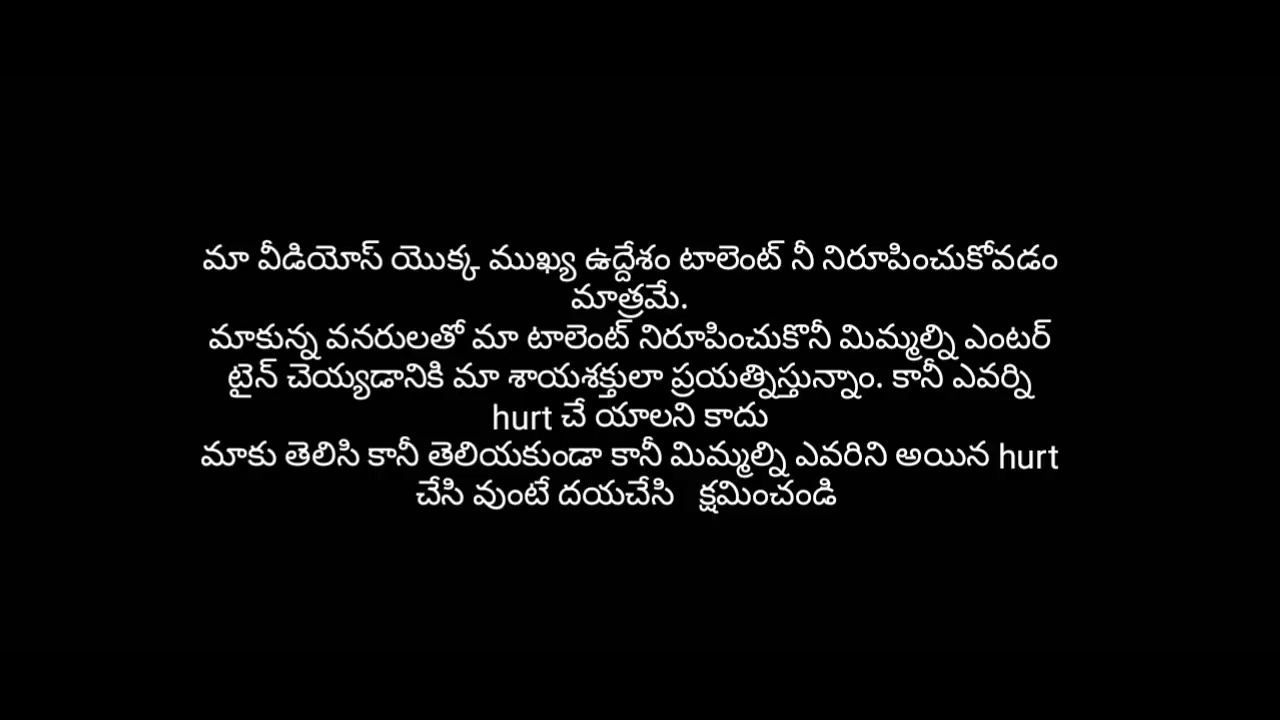 మా వీడియోస్ యొక్క ముఖ్య ఉద్దేశం టాలెంట్ నీ నిరూపించుకోవడం
మాత్రమే.
మాకున్న వనరులతో మా టాలెంట్ నిరూపించుకొనీ మిమ్మల్ని ఎంటర్
టైన్ చెయ్యడానికి మా శాయశక్తులా ప్రయత్నిస్తున్నాం. కానీ ఎవర్ని
hurt చే యాలని కాదు
మాకు తెలిసి కానీ తెలియకుండా కానీ మిమ్మల్ని ఎవరిని అయిన hurt
చేసి వుంటే దయచేసి   క్షమించండి